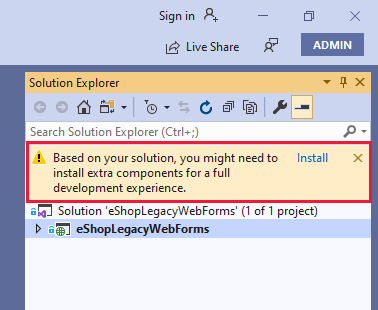 Sign in
Live Share
ADMIN
Solution Explorer
Search Solution Explorer (Ctrl+;)
Based on your solution, you might need to Install
install extra components for a full
development experience.
Solution 'eShopLegacyWebForms' (1 of 1 project)
eShopLegacyWebForms